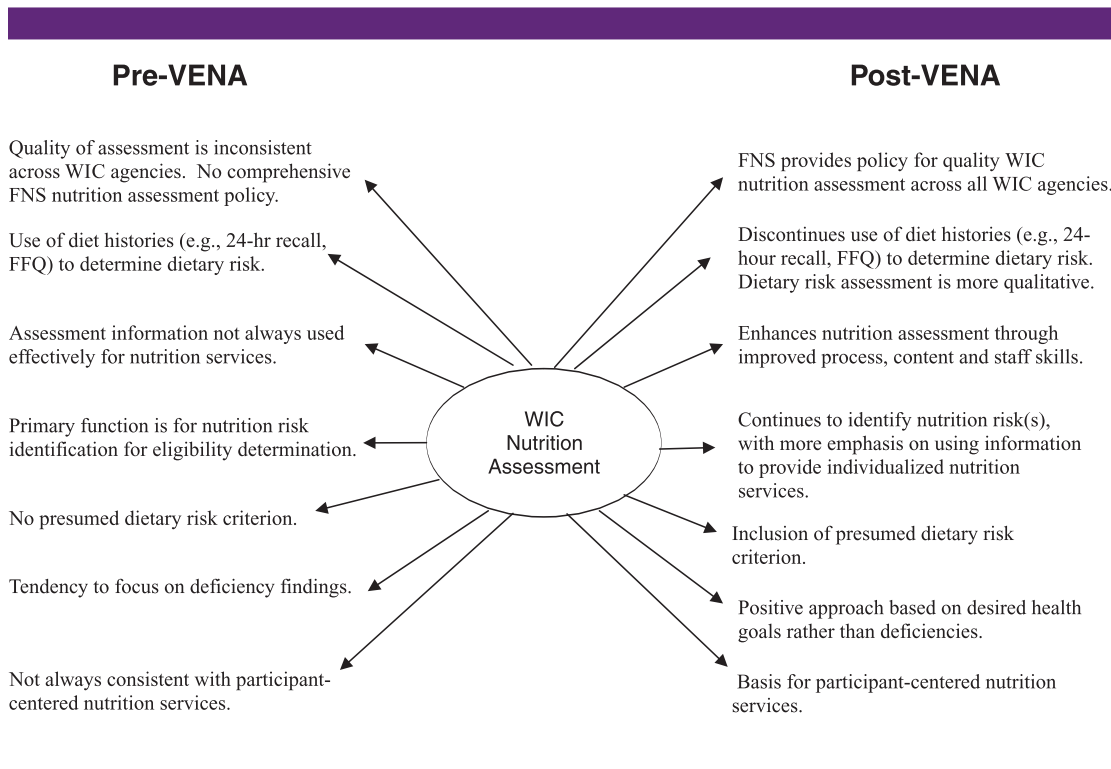 Pre-VENA
Quality of assessment is inconsistent
across WIC agencies.  No comprehensive
FNS nutrition assessment policy.
Use of diet histories (e.g., 24-hr recall,
FFQ) to determine dietary risk.
Assessment information not always used
effectively for nutrition services.
Primary function is for nutrition risk
identification for eligibility determination.
No presumed dietary risk criterion.
Tendency to focus on deficiency findings.
Not always consistent with participant-
centered nutrition services.
WIC
Nutrition
Assessment
Post-VENA
FNS provides policy for quality WIC
nutrition assessment across all WIC agencies.
Discontinues use of diet histories (e.g., 24-
hour recall, FFQ) to determine dietary risk.
Dietary risk assessment is more qualitative.
Enhances nutrition assessment through
improved process, content and staff skills.
Continues to identify nutrition risk(s),
with more emphasis on using information
to provide individualized nutrition
services.
Inclusion of presumed dietary risk
criterion.
Positive approach based on desired health
goals rather than deficiencies.
Basis for participant-centered nutrition
services.